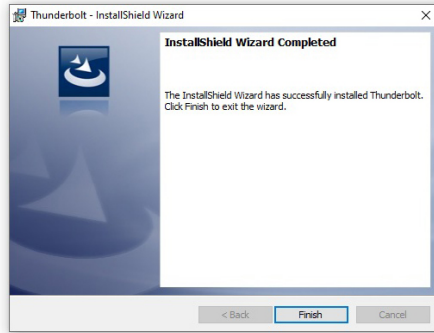 Thunderbolt - InstallShield Wizard
InstallShield Wizard Completed
The InstallShield Wizard has successfully installed Thunderbolt.
Click Finish to exit the wizard.
< Back
Finish
Cancel